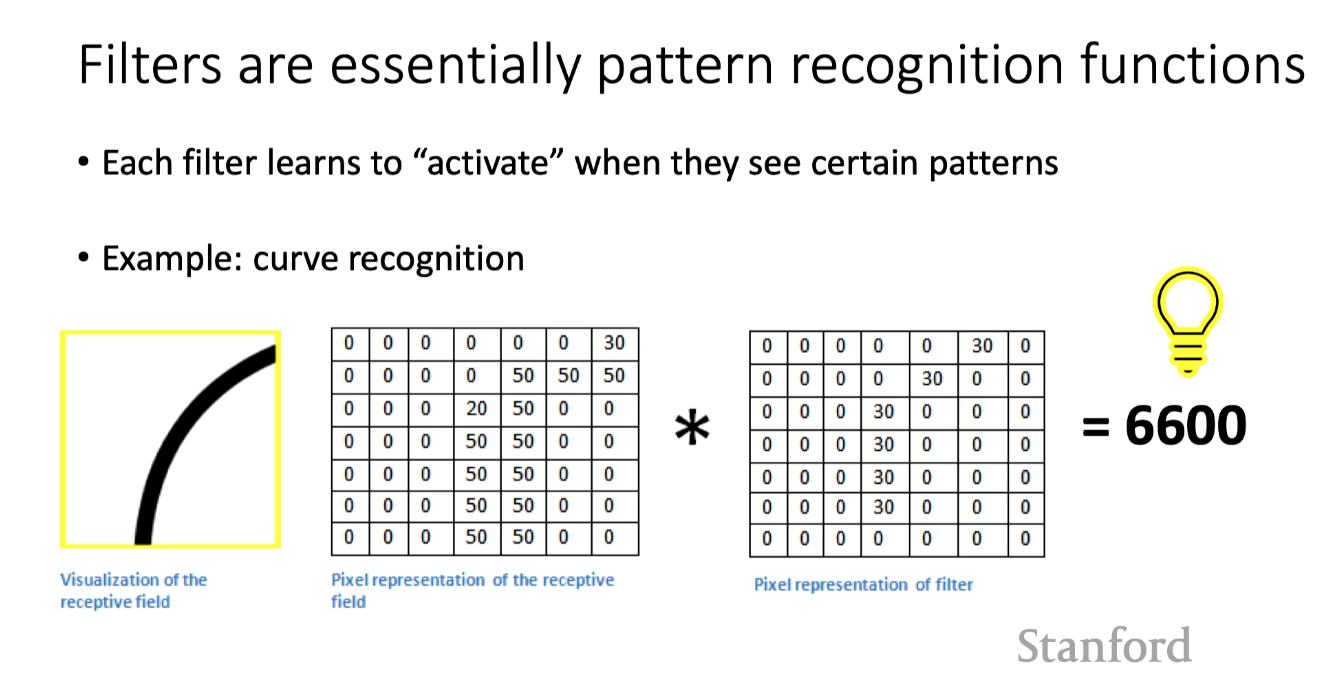 Filters are essentially pattern recognition functions
• Each filter learns to “activate” when they see certain patterns
• Example: curve recognition
0 0 0 0 0 0 30
0 0 0 0 50 50 50
0 0 0 20 50 0 0
0 0 0 50 50 0 0
0 0 0 50 50 0 0
0 0 0 50 50 0 0
0 0 0 50 50 0 0
*
0 0 0 0 0 30 0
0 0 0 0 30 0 0
0 0 0 30 0 0 0
0 0 0 30 0 0 0
0 0 0 30 0 0 0
0 0 0 30 0 0 0
0 0 0 0 0 0 0
= 6600
Visualization of the
receptive field
Pixel representation of the receptive
field
Pixel representation of filter
Stanford